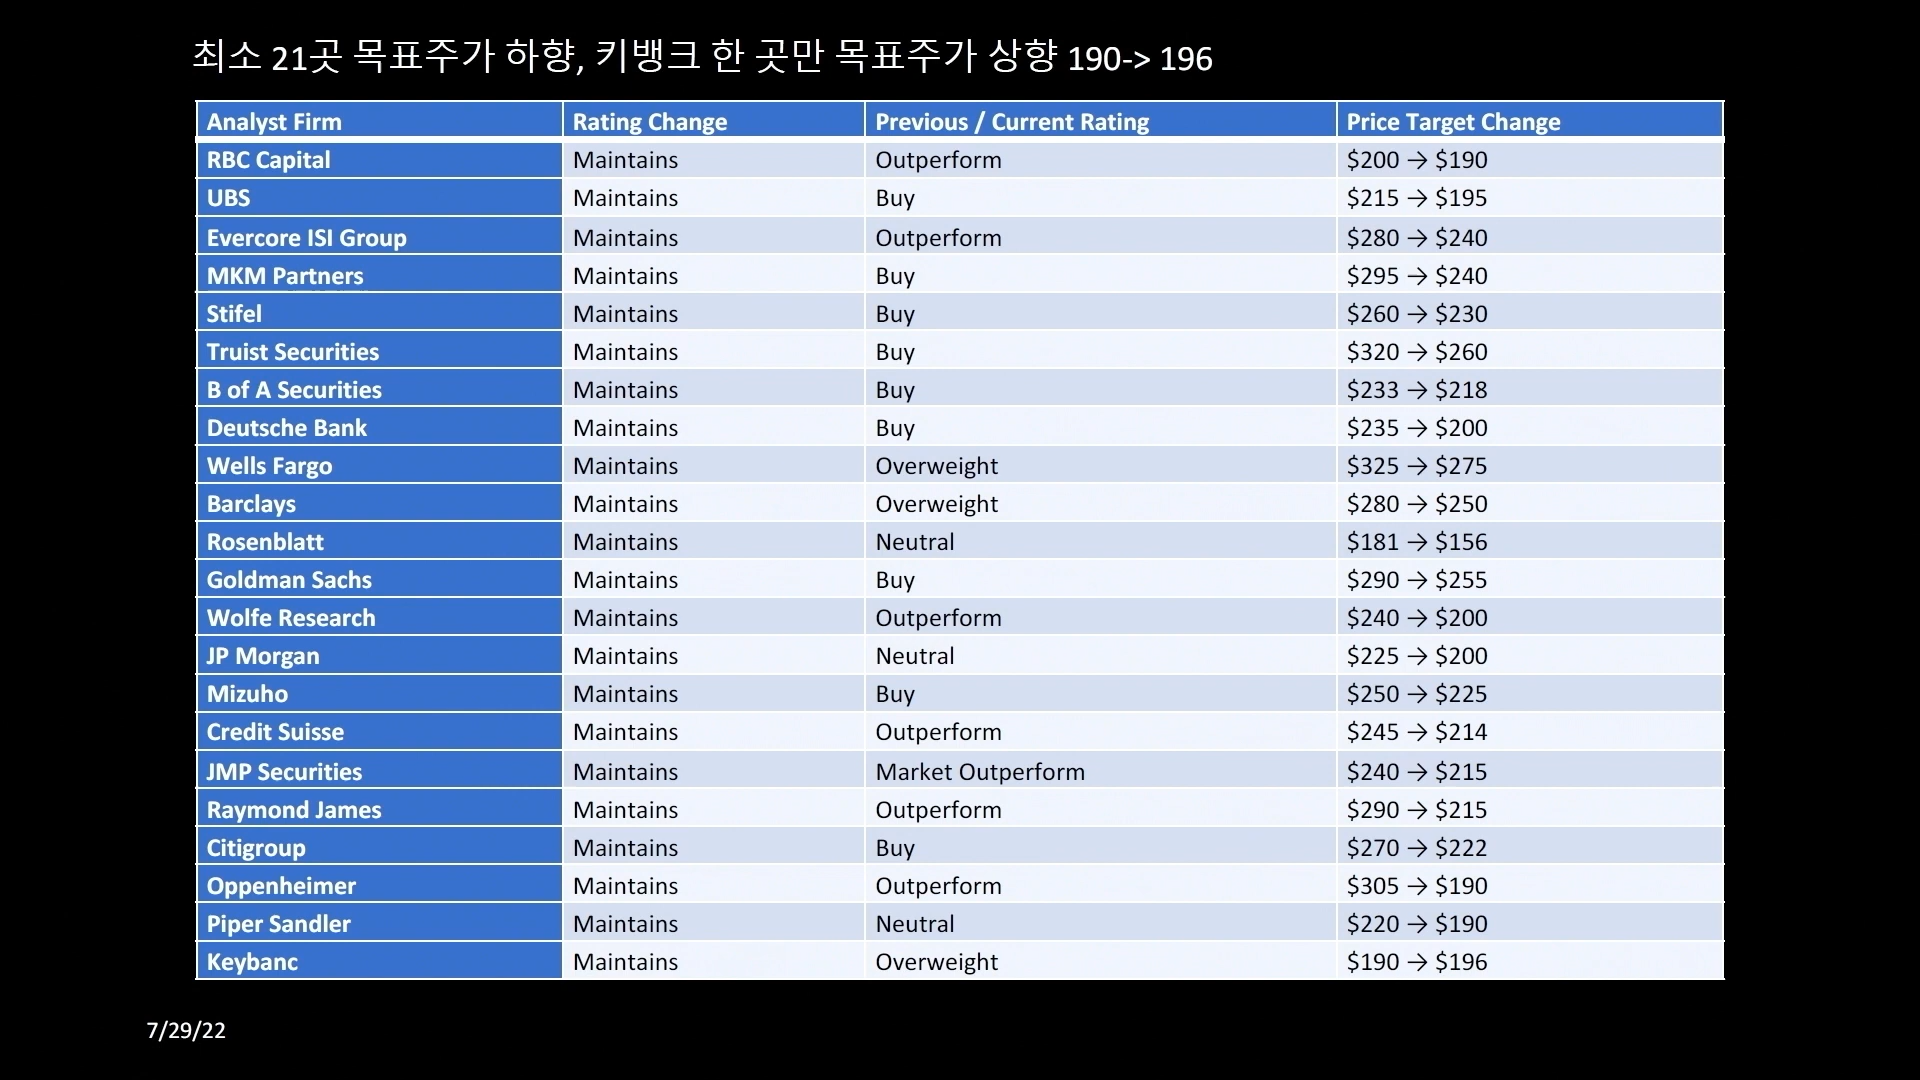 최소 21곳 목표주가 하향, 키뱅크 한 곳만 목표주가 상향 190-> 196
Analyst Firm Rating Change Previous / Current Rating Price Target Change
RBC Capital Maintains Outperform $200 → $190
UBS Maintains Buy $215 → $195
Evercore ISI Group Maintains Outperform $280 → $240
MKM Partners Maintains Buy $295 → $240
Stifel Maintains Buy $260 → $230
Truist Securities Maintains Buy $320 → $260
B of A Securities Maintains Buy $233 → $218
Deutsche Bank Maintains Buy $235 → $200
Wells Fargo Maintains Overweight $325 → $275
Barclays Maintains Overweight $280 → $250
Rosenblatt Maintains Neutral $181 → $156
Goldman Sachs Maintains Buy $290 → $255
Wolfe Research Maintains Outperform $240 → $200
JP Morgan Maintains Neutral $225 → $200
Mizuho Maintains Buy $250 → $225
Credit Suisse Maintains Outperform $245 → $214
JMP Securities Maintains Market Outperform $240 → $215
Raymond James Maintains Outperform $290 → $215
Citigroup Maintains Buy $270 → $222
Oppenheimer Maintains Outperform $305 → $190
Piper Sandler Maintains Neutral $220 → $190
Keybanc Maintains Overweight $190 → $196
7/29/22